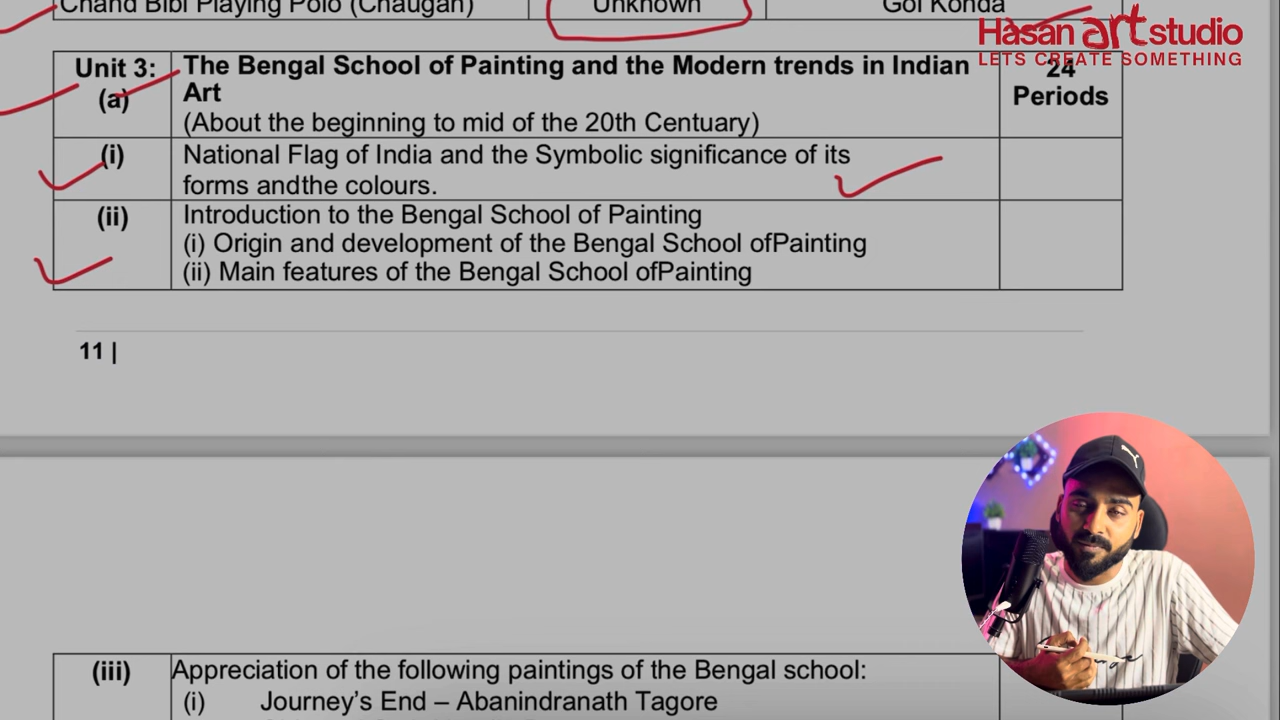 Chand Bibi Playing Polo (Chaugan) Unknown Gol Konda
Hasan art studio
LETS CREATE SOMETHING
Unit 3: The Bengal School of Painting and the Modern trends in Indian 24
(a) Art Periods
(About the beginning to mid of the 20th Centuary)
(i) National Flag of India and the Symbolic significance of its
forms andthe colours.
(ii) Introduction to the Bengal School of Painting
(i) Origin and development of the Bengal School ofPainting
(ii) Main features of the Bengal School ofPainting
11 |
(iii) Appreciation of the following paintings of the Bengal school:
(i) Journey's End – Abanindranath Tagore